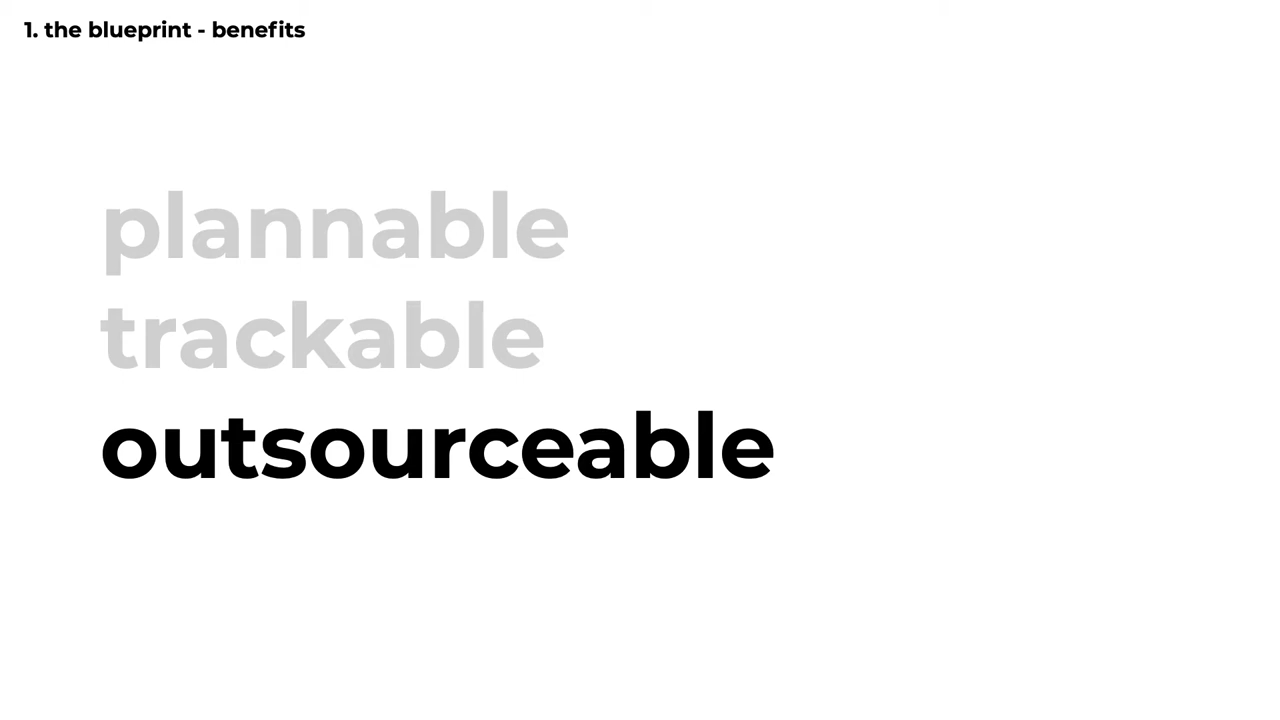 1. the blueprint - benefits
plannable
trackable
outsourceable